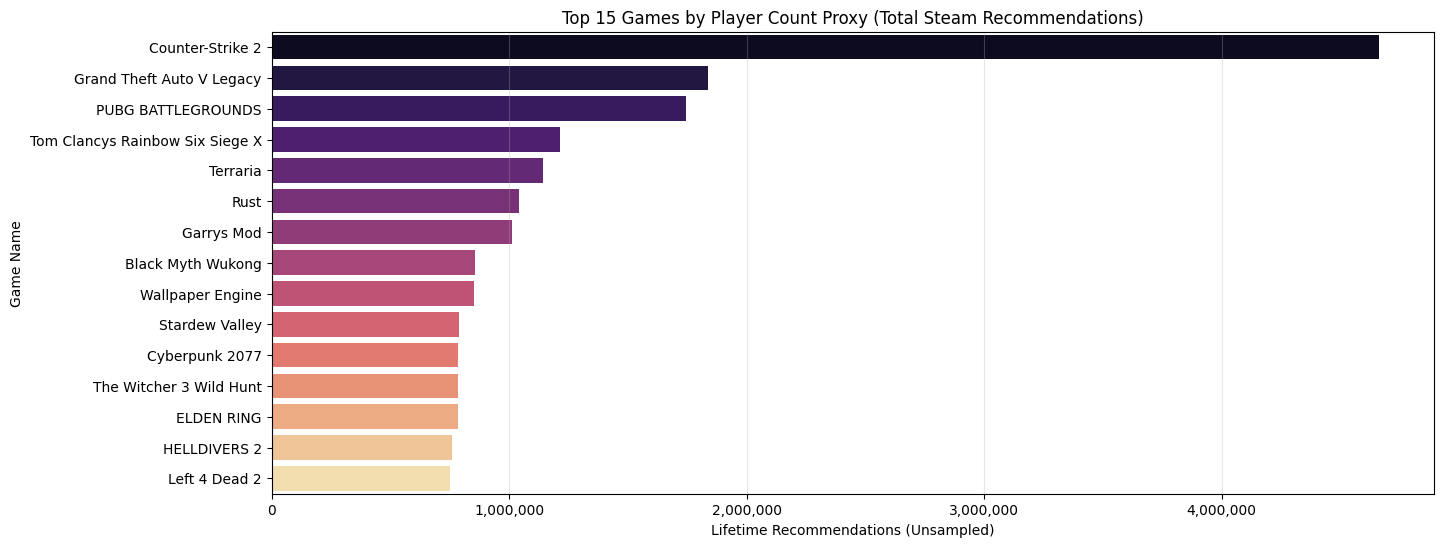 Top 15 Games by Player Count Proxy (Total Steam Recommendations)
Game Name
Counter-Strike 2
Grand Theft Auto V Legacy
PUBG BATTLEGROUNDS
Tom Clancys Rainbow Six Siege X
Terraria
Rust
Garrys Mod
Black Myth Wukong
Wallpaper Engine
Stardew Valley
Cyberpunk 2077
The Witcher 3 Wild Hunt
ELDEN RING
HELLDIVERS 2
Left 4 Dead 2
0 1,000,000 2,000,000 3,000,000 4,000,000
Lifetime Recommendations (Unsampled)